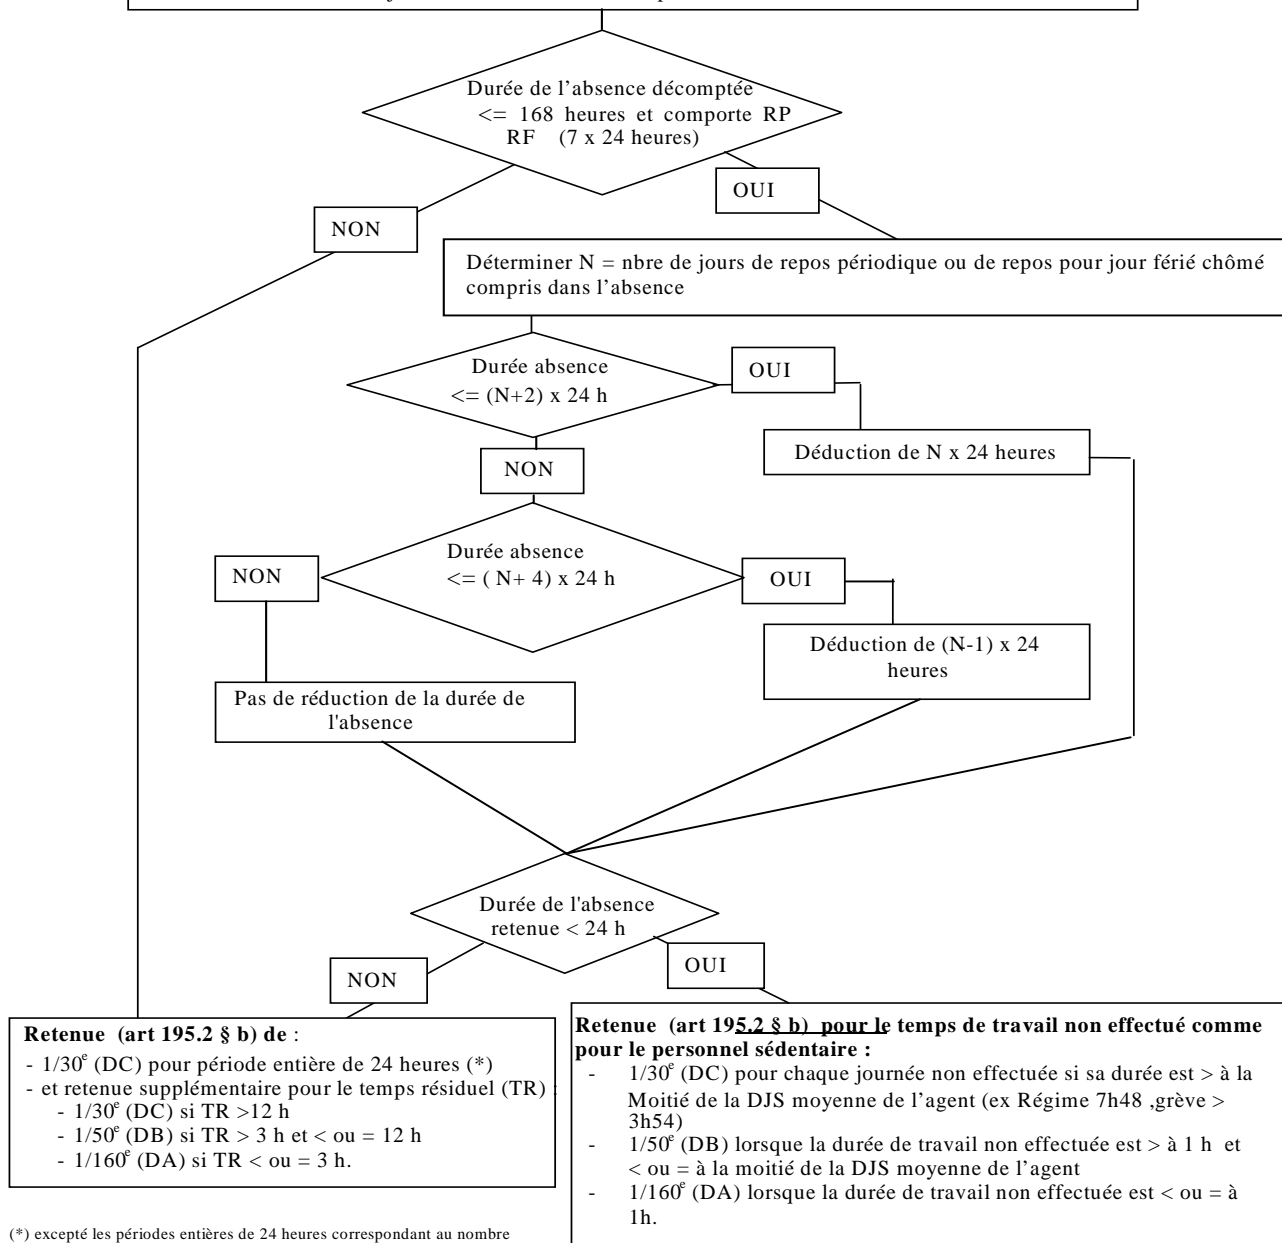 Durée de l'absence décomptée
<= 168 heures et comporte RP
RF (7 x 24 heures)
OUI
NON
Déterminer N = nbre de jours de repos périodique ou de repos pour jour férié chômé
compris dans l'absence
Durée absence
<= (N+2) x 24 h
OUI
Déduction de N x 24 heures
NON
Durée absence
<= ( N+ 4) x 24 h
NON
OUI
Déduction de (N-1) x 24
heures
Pas de réduction de la durée de
l'absence
Durée de l'absence
retenue < 24 h
OUI
NON
Retenue (art 195.2 § b) de :
- 1/30e (DC) pour période entière de 24 heures (*)
- et retenue supplémentaire pour le temps résiduel (TR) :
- 1/30e (DC) si TR >12 h
- 1/50e (DB) si TR > 3 h et < ou = 12 h
- 1/160e (DA) si TR < ou = 3 h.
Retenue (art 195.2 § b) pour le temps de travail non effectué comme
pour le personnel sédentaire :
- 1/30e (DC) pour chaque journée non effectuée si sa durée est > à la
Moitié de la DJS moyenne de l'agent (ex Régime 7h48 ,grève >
3h54)
- 1/50e (DB) lorsque la durée de travail non effectuée est > à 1 h et
< ou = à la moitié de la DJS moyenne de l'agent
- 1/160e (DA) lorsque la durée de travail non effectuée est < ou = à
1h.
(*) excepté les périodes entières de 24 heures correspondant au nombre